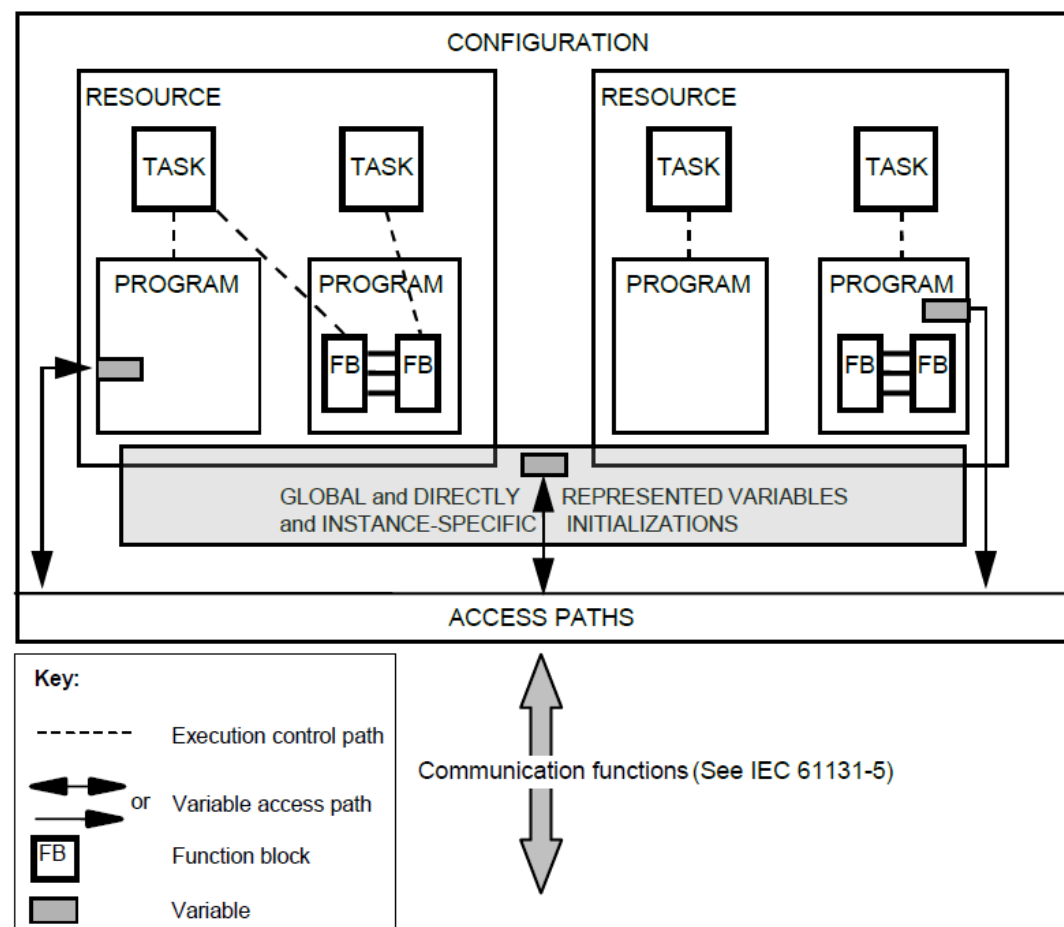 CONFIGURATION
RESOURCE
RESOURCE
TASK
TASK
TASK
TASK
PROGRAM
PROGRAM
PROGRAM
PROGRAM
FB
FB
FB
FB
GLOBAL and DIRECTLY REPRESENTED VARIABLES
and INSTANCE-SPECIFIC INITIALIZATIONS
ACCESS PATHS
Key:
Execution control path
or Variable access path
FB Function block
Variable
Communication functions (See IEC 61131-5)